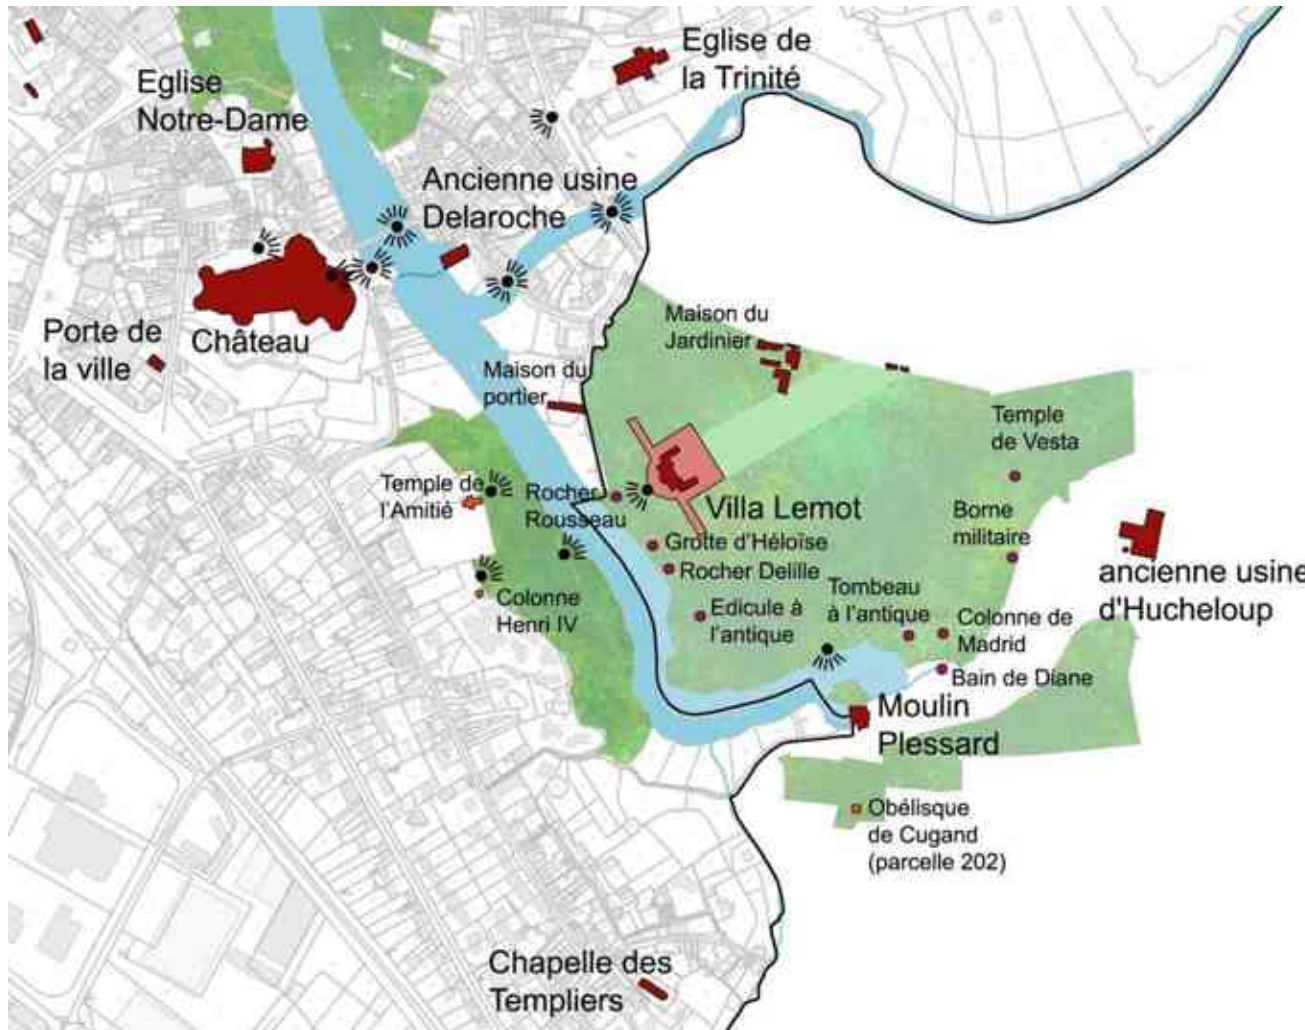 Eglise de
la Trinité
Eglise
Notre-Dame
Ancienne usine
Delaroche
Porte de
la ville
Château
Maison du
Jardinier
Maison du
portier
Temple
de Vesta
Temple de
l'Amitié
Rocher
Rousseau
Villa Lemot
Borne
militaire
Grotte d'Héloïse
Rocher Delille
ancienne usine
d'Hucheloup
Colonne
Henri IV
Edicule à
l'antique
Tombeau
à l'antique
Colonne de
Madrid
Bain de Diane
Moulin
Plessard
Obélisque
de Cugand
(parcelle 202)
Chapelle des
Templiers